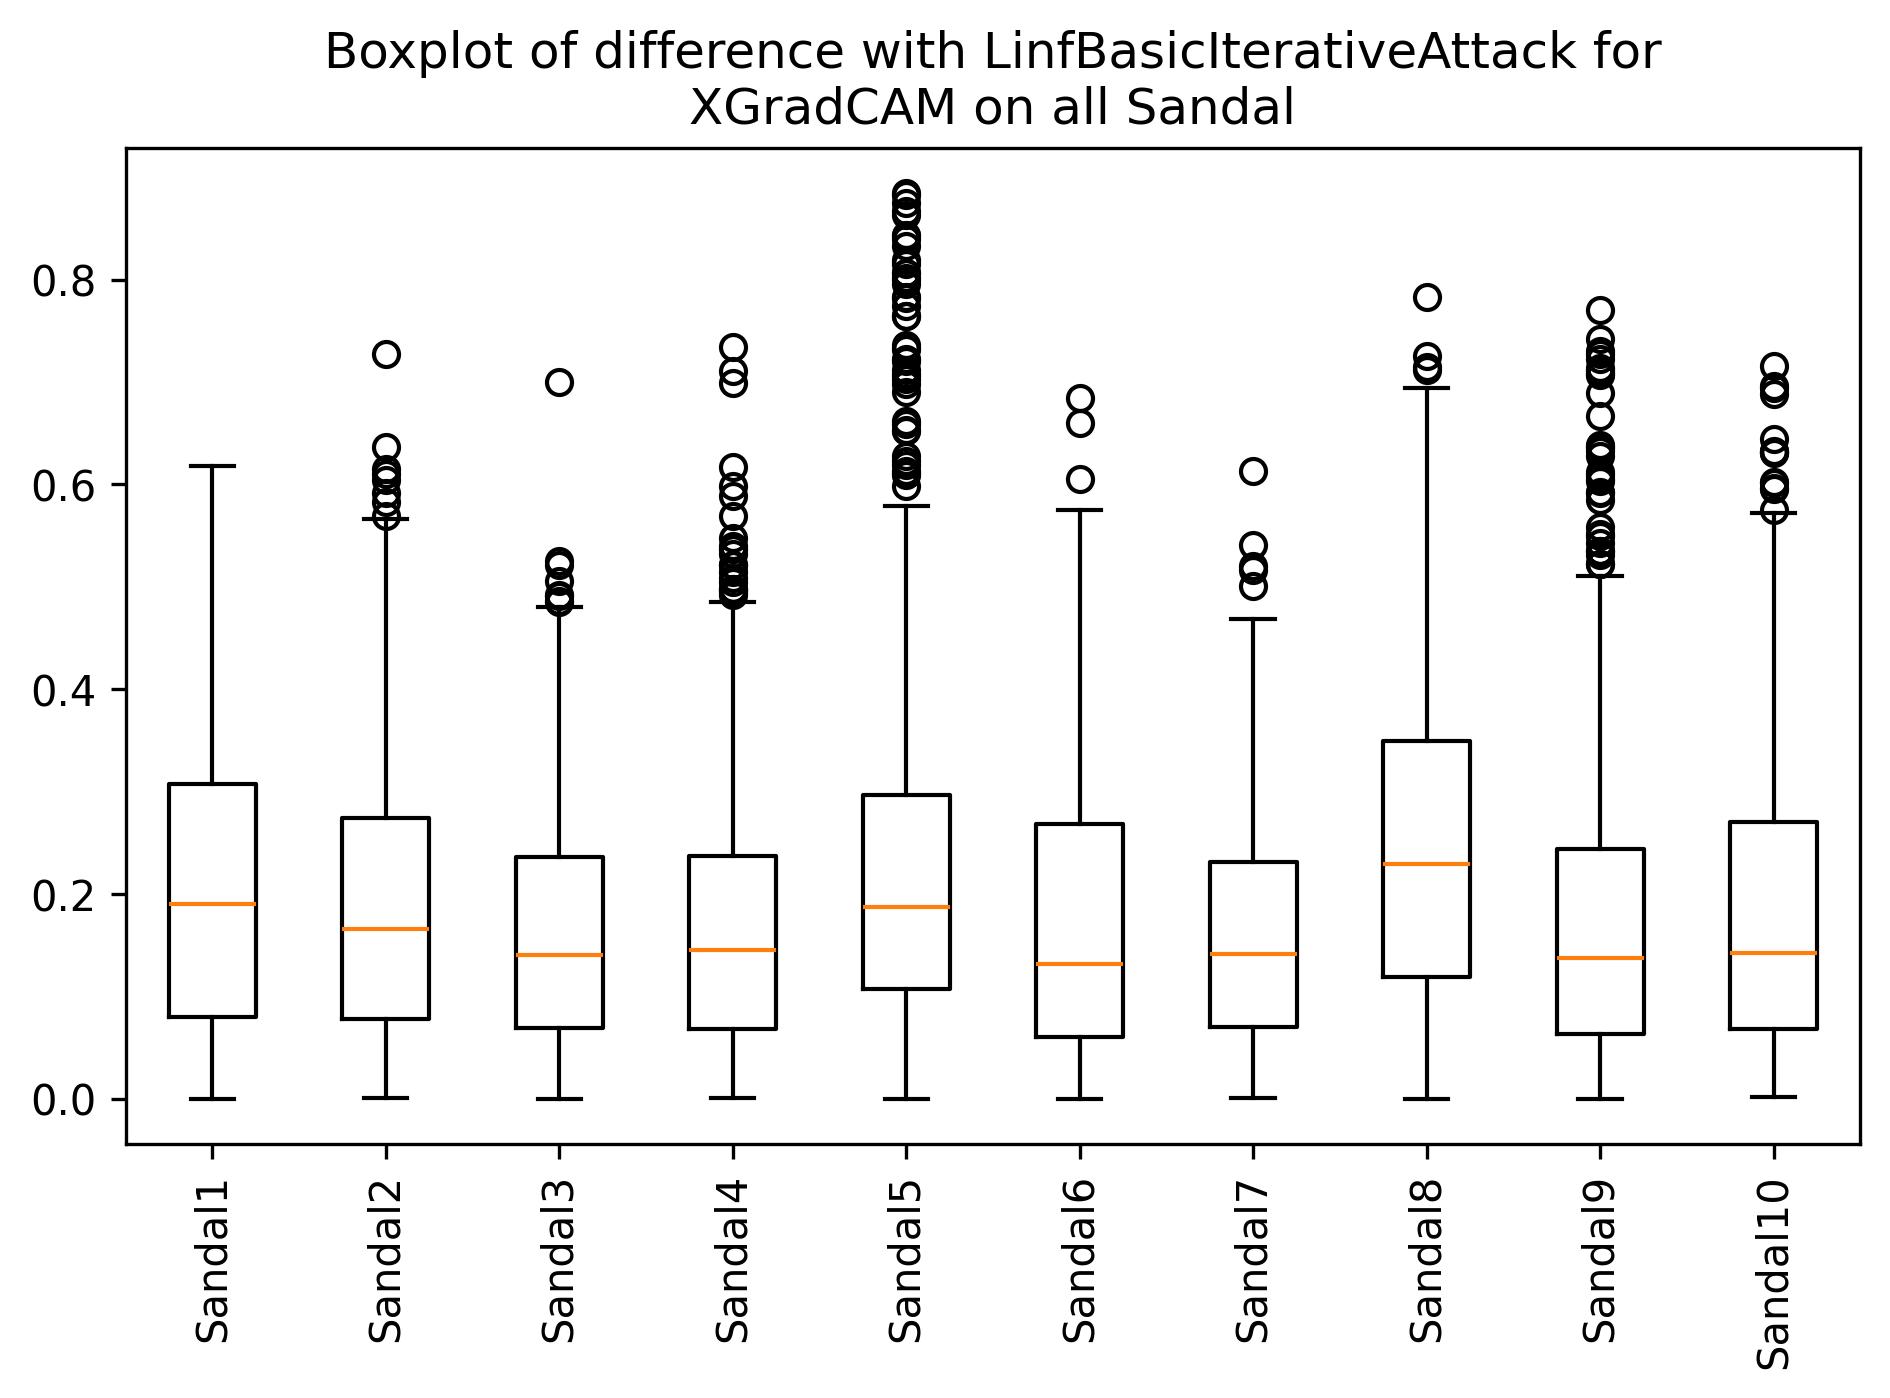 Boxplot of difference with LinfBasicIterativeAttack for
XGradCAM on all Sandal
0.8
0.6
0.4
0.2
0.0
Sandal1
Sandal2
Sandal3
Sandal4
Sandal5
Sandal6
Sandal7
Sandal8
Sandal9
Sandal10